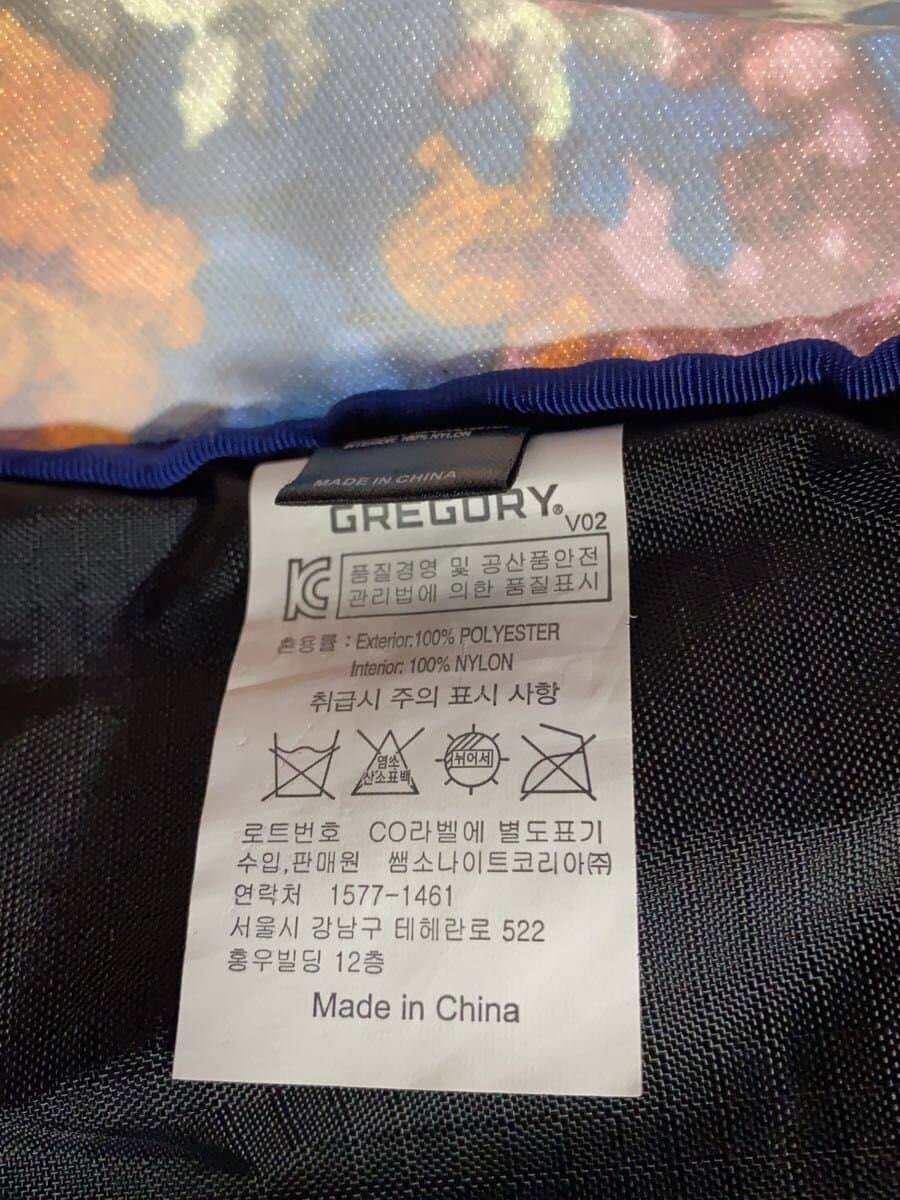 100% NYLON
MADE IN CHINA
GREGORY®
V02
품질경영 및 공산품안전
관리법에 의한 품질표시
혼용률 : Exterior:100% POLYESTER
Interior: 100% NYLON
취급시 주의 표시 사항
염소
산소표백
뉘어서
로트번호 CO라벨에 별도표기
수입,판매원 쌤소나이트코리아㈜
연락처 1577-1461
서울시 강남구 테헤란로 522
홍우빌딩 12층
Made in China